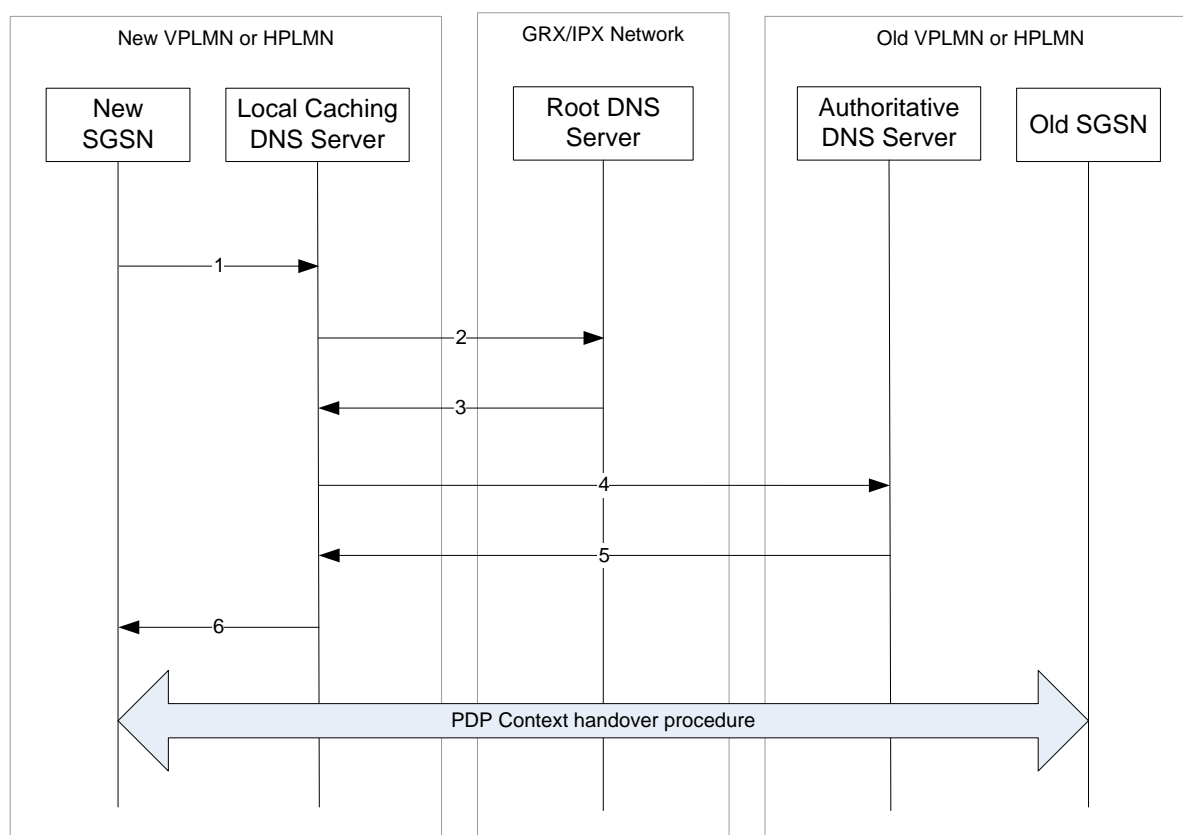 New VPLMN or HPLMN
GRX/IPX Network
Old VPLMN or HPLMN
New
SGSN
Local Caching
DNS Server
Root DNS
Server
Authoritative
DNS Server
Old SGSN
1
2
3
4
5
6
PDP Context handover procedure